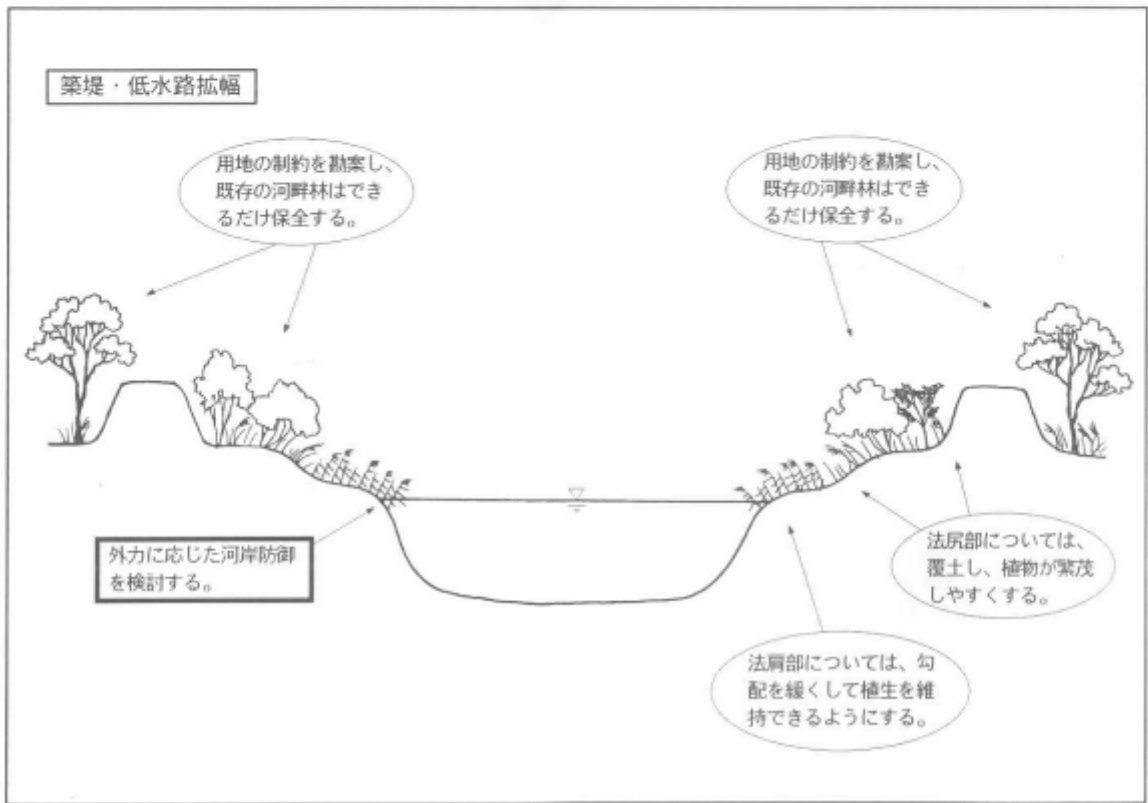 築堤・低水路拡幅
用地の制約を勘案し、
既存の河畔林はでき
るだけ保全する。
用地の制約を勘案し、
既存の河畔林はでき
るだけ保全する。
外力に応じた河岸防御
を検討する。
法尻部については、
覆土し、植物が繁茂
しやすくする。
法肩部については、勾
配を緩くして植生を維
持できるようにする。